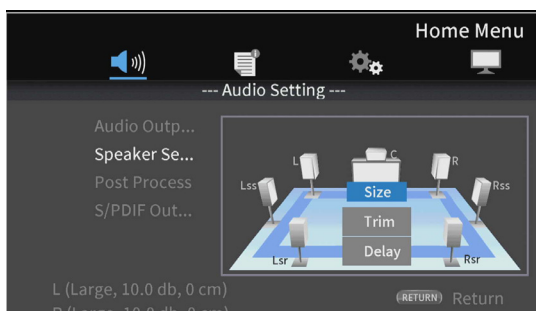 Home Menu
--- Audio Setting ---
Audio Outp...
Speaker Se...
Post Process
S/PDIF Out...
L
C
R
Lss
Rss
Size
Trim
Delay
Lsr
Rsr
L (Large, 10.0 db, 0 cm)
RETURN Return